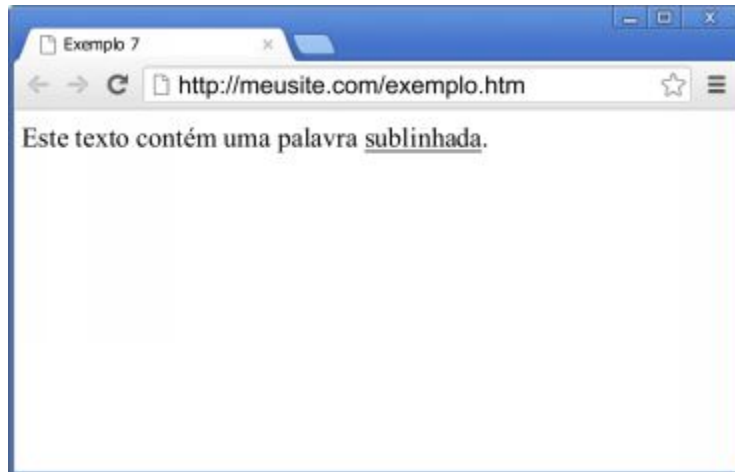 Exemplo 7
http://meusite.com/exemplo.htm
Este texto contém uma palavra sublinhada.